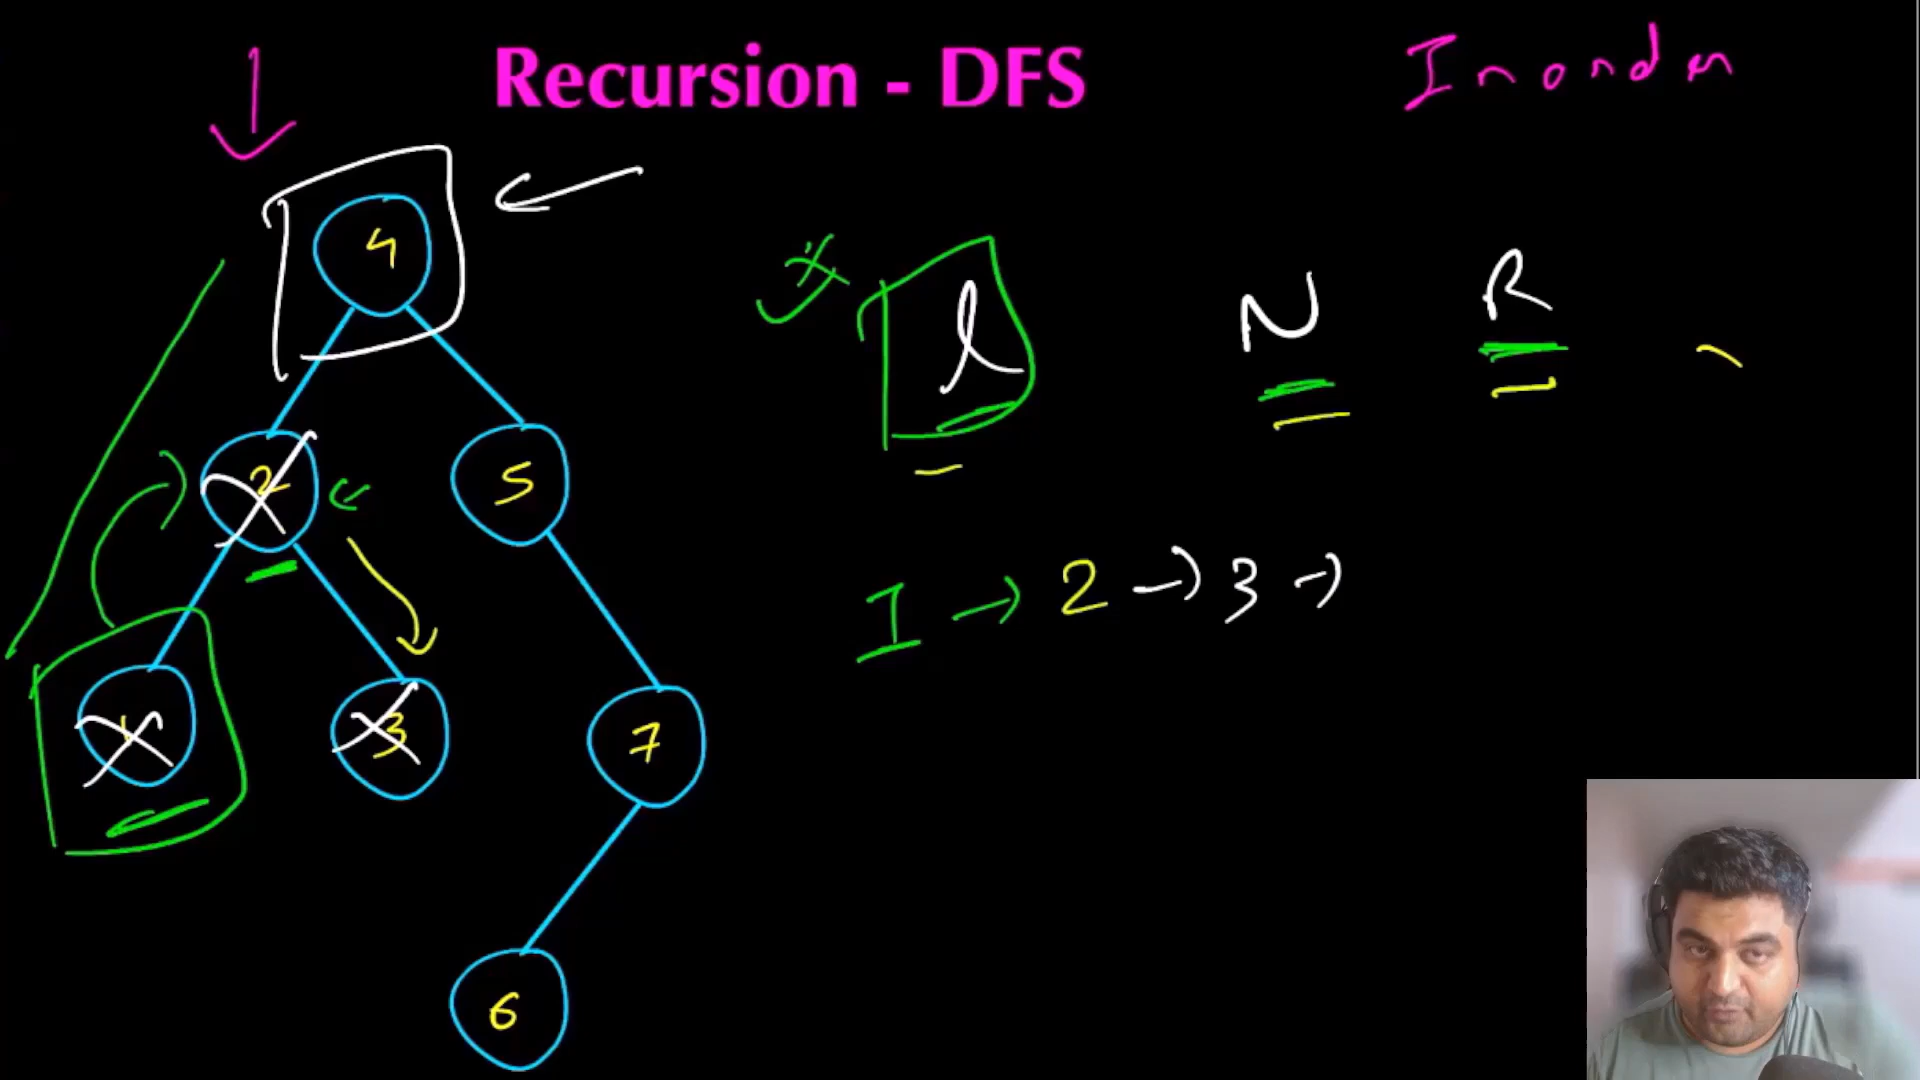 Recursion - DFS
Inorder
4
l N R
2 5
1 → 2 → 3 →
1 3 7
6